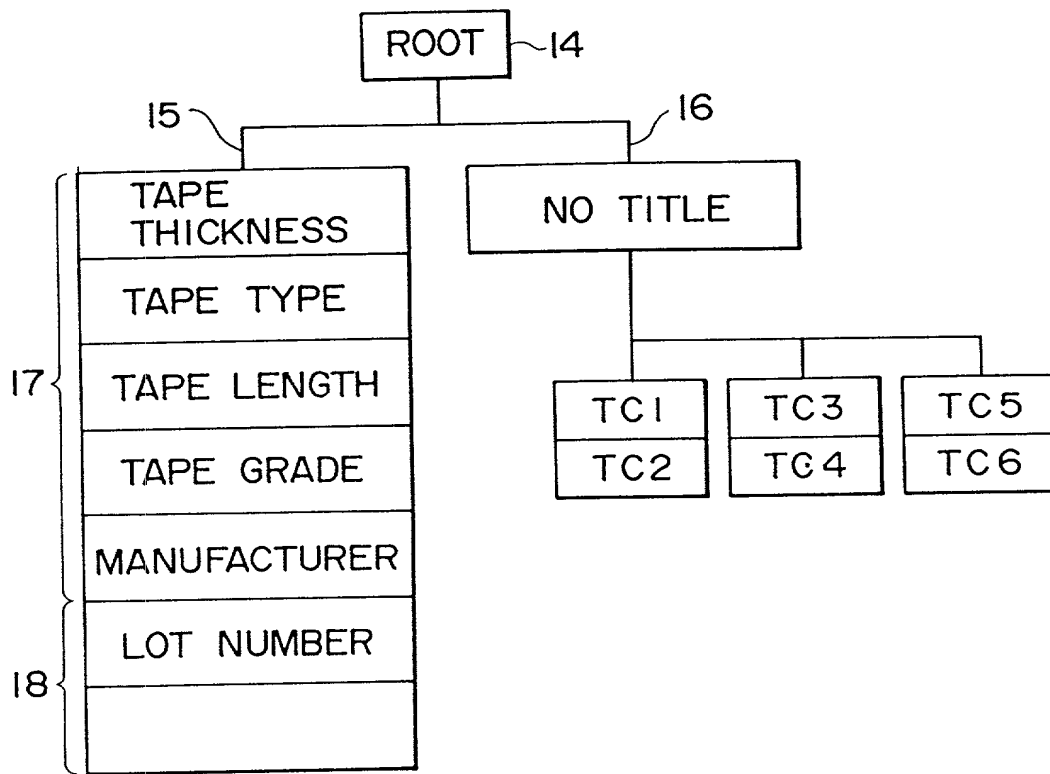 ROOT
14
15
16
TAPE
THICKNESS
TAPE TYPE
TAPE LENGTH
TAPE GRADE
MANUFACTURER
LOT NUMBER
17
18
NO TITLE
TC1
TC2
TC3
TC4
TC5
TC6